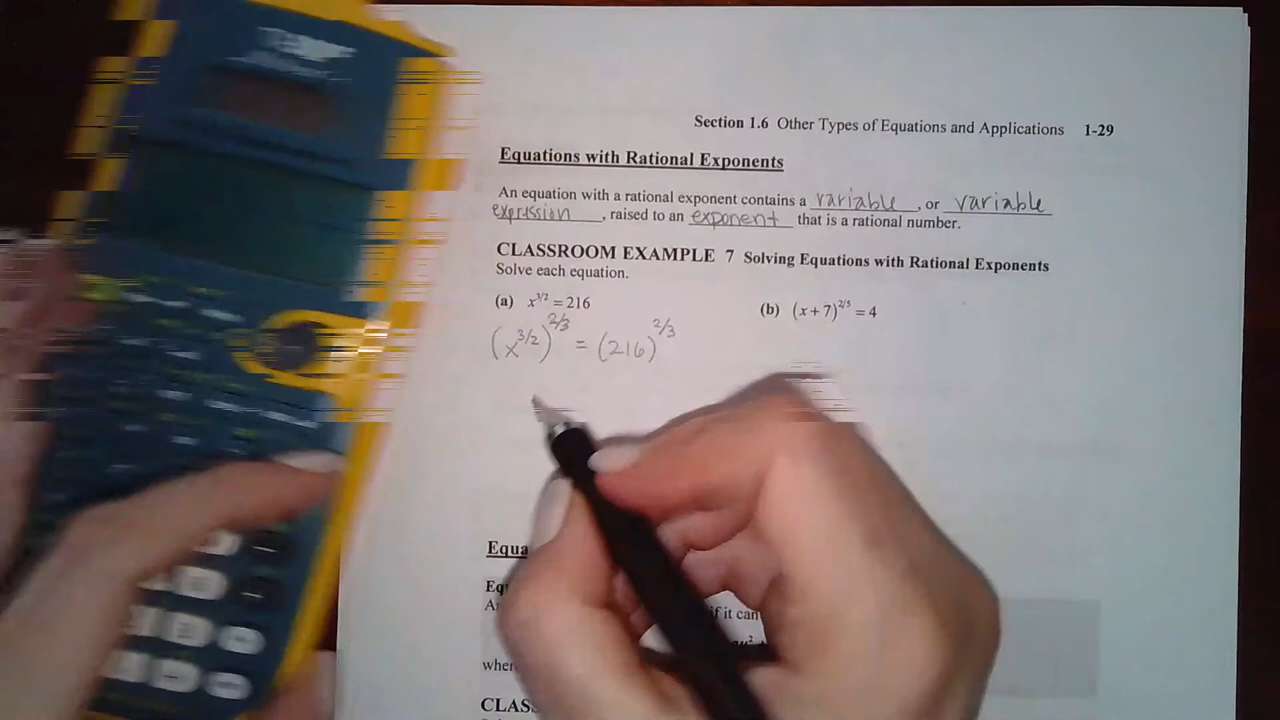 Section 1.6 Other Types of Equations and Applications 1-29
Equations with Rational Exponents
An equation with a rational exponent contains a variable, or variable
expression, raised to an exponent that is a rational number.
CLASSROOM EXAMPLE 7 Solving Equations with Rational Exponents
Solve each equation.
(a) x^{3/2} = 216
(b) (x + 7)^{2/5} = 4
(x^{3/2})^{2/3} = (216)^{2/3}
Equa
if it can
wher
CLAS